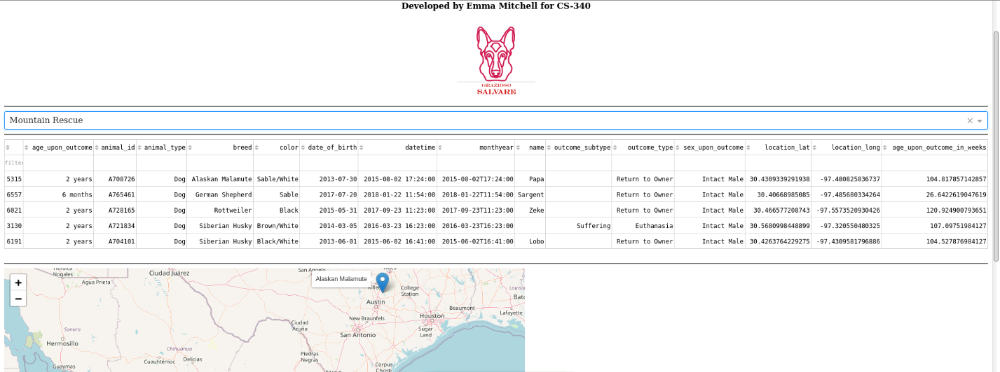 Developed by Emma Mitchell for CS-340
GRAZIOSO
SALVARE
Mountain Rescue
age_upon_outcome animal_id animal_type breed color date_of_birth datetime monthyear name outcome_subtype outcome_type sex_upon_outcome location_lat location_long age_upon_outcome_in_weeks
filter
5315 2 years A708726 Dog Alaskan Malamute Sable/White 2013-07-30 2015-08-02 17:24:00 2015-08-02T17:24:00 Papa Return to Owner Intact Male 30.4309339291938 -97.480825836737 104.817857142857
6557 6 months A765461 Dog German Shepherd Sable 2017-07-20 2018-01-22 11:54:00 2018-01-22T11:54:00 Sargent Return to Owner Intact Male 30.40668985085 -97.485680334264 26.6422619047619
6021 2 years A728165 Dog Rottweiler Black 2015-05-31 2017-09-23 11:23:00 2017-09-23T11:23:00 Zeke Return to Owner Intact Male 30.466577208743 -97.5573520930426 120.924900793651
3130 2 years A721834 Dog Siberian Husky Brown/White 2014-03-05 2016-03-23 16:23:00 2016-03-23T16:23:00 Suffering Euthanasia Intact Male 30.5680998448899 -97.320550480325 107.09751984127
6191 2 years A704101 Dog Siberian Husky Black/White 2013-06-01 2015-06-02 16:41:00 2015-06-02T16:41:00 Lobo Return to Owner Intact Male 30.4263764229275 -97.4309581796886 104.527876984127
+
−
Heroica
Nogales
Agua Prieta
Ciudad Juárez
San Angelo
Alaskan Malamute
Waco
Killeen
College
Station
Austin
Louisia
Bato
Beaumont
Lafayette
New Braunfels
Houston
Sugar
Land
San Antonio
Ciudad
Acuña
Sonora
Hermosillo
Chihuahua
Cuauhtémoc
Delicias
Piedras
Negras
Guaymas
Nuevo
Corpus
Christi